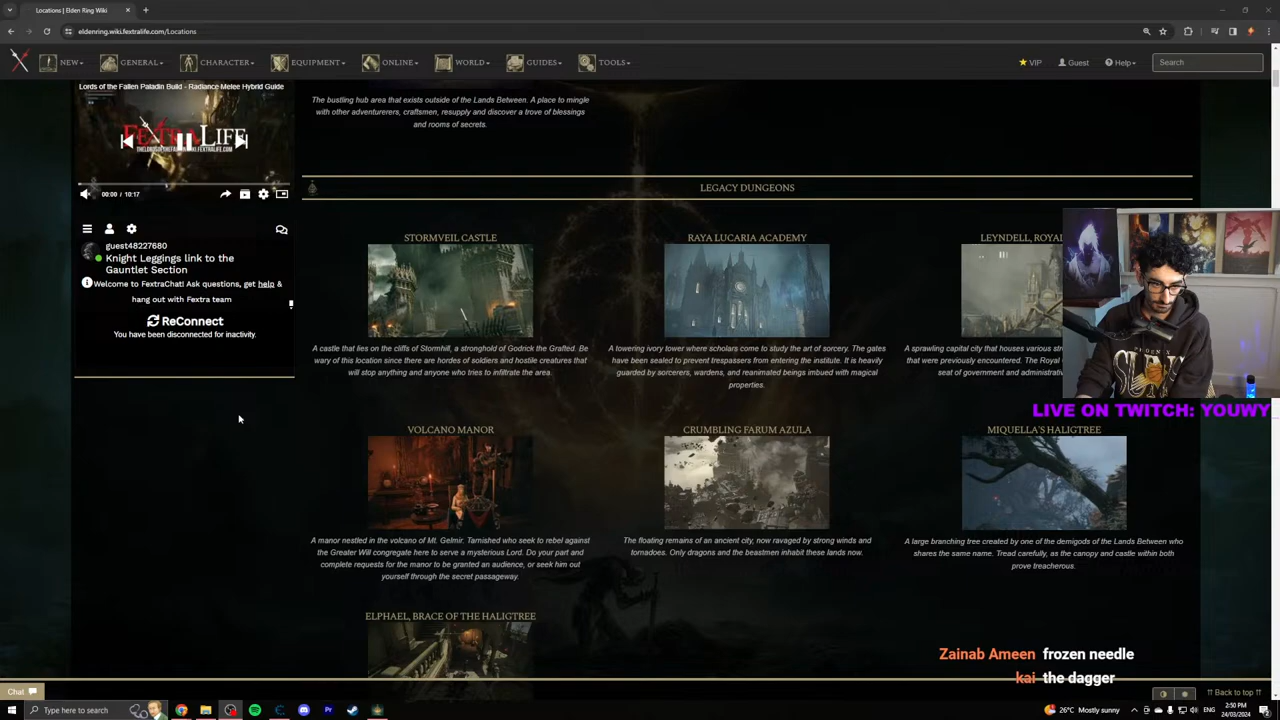 Locations | Elden Ring Wiki
eldenring.wiki.fextralife.com/Locations
NEW
GENERAL
CHARACTER
EQUIPMENT
ONLINE
WORLD
GUIDES
TOOLS
VIP
Guest
Help
Search
Lords of the Fallen Paladin Build - Radiance Melee Hybrid Guide
FEXTRALIFE
00:00 / 10:17
The bustling hub area that exists outside of the Lands Between. A place to mingle
with other adventurerers, craftsmen, resupply and discover a trove of blessings
and rooms of secrets.
LEGACY DUNGEONS
guest48227680
Knight Leggings link to the
Gauntlet Section
Welcome to FextraChat! Ask questions, get help &
hang out with Fextra team
ReConnect
You have been disconnected for inactivity.
STORMVEIL CASTLE
A castle that lies on the cliffs of Stormhill, a stronghold of Godrick the Grafted. Be
wary of this location since there are hordes of soldiers and hostile creatures that
will stop anything and anyone who tries to infiltrate the area.
RAYA LUCARIA ACADEMY
A towering ivory tower where scholars come to study the art of sorcery. The gates
have been sealed to prevent trespassers from entering the institute. It is heavily
guarded by sorcerers, wardens, and reanimated beings imbued with magical
properties.
LEYNDELL, ROYAL
A sprawling capital city that houses various
that were previously encountered. The Royal
seat of government and
LIVE ON TWITCH: YOUWY
VOLCANO MANOR
A manor nestled in the volcano of Mt. Gelmir. Tarnished who seek to rebel against
the Greater Will congregate here to serve a mysterious Lord. Do your part and
complete requests for the manor to be granted an audience, or seek him out
yourself through the secret passageway.
CRUMBLING FARUM AZULA
The floating remains of an ancient city, now ravaged by strong winds and
tornadoes. Only dragons and the beastmen inhabit these lands now.
MIQUELLA'S HALIGTREE
A large branching tree created by one of the demigods of the Lands Between who
shares the same name. Tread carefully, as the canopy and castle within both
prove treacherous.
ELPHAEL, BRACE OF THE HALIGTREE
Zainab Ameen frozen needle
kai the dagger
Chat
Back to top
Type here to search
26°C Mostly sunny
ENG
2:50 PM
24/03/2024